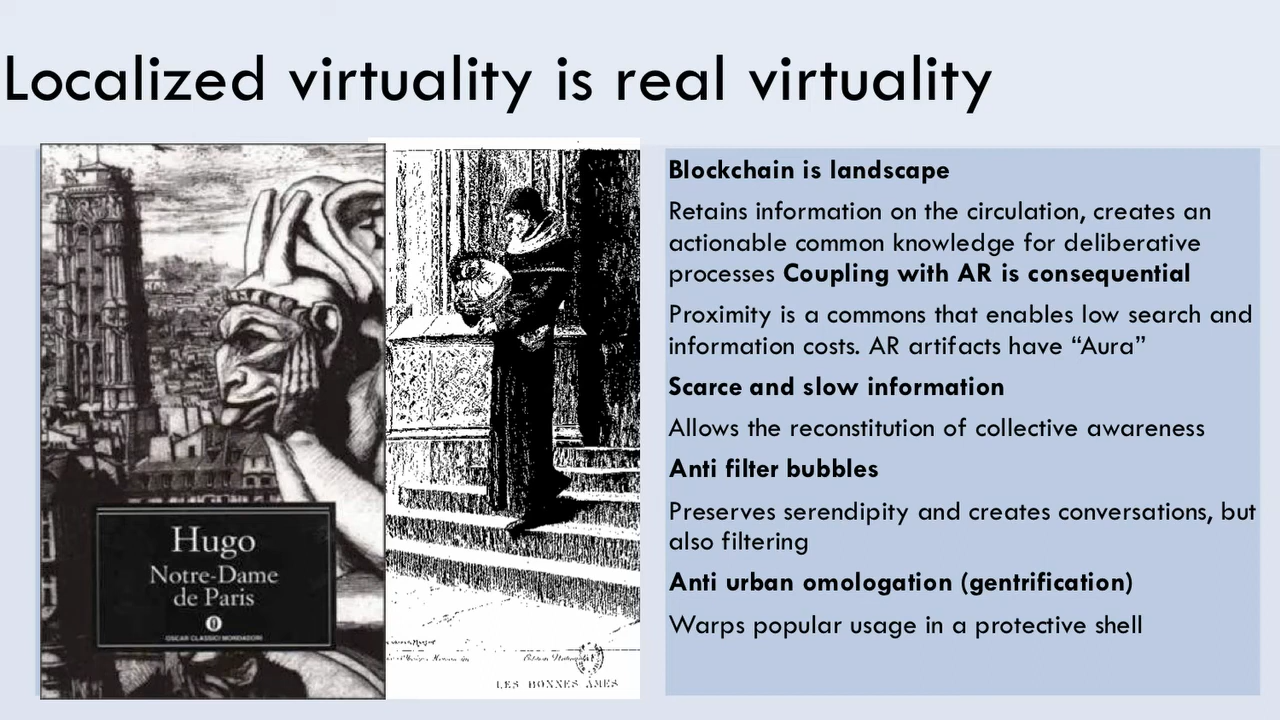 Localized virtuality is real virtuality
Hugo
Notre-Dame
de Paris
OSCAR CLASSICI MONDADORI
LES BONNES ÂMES
Blockchain is landscape
Retains information on the circulation, creates an
actionable common knowledge for deliberative
processes Coupling with AR is consequential
Proximity is a commons that enables low search and
information costs. AR artifacts have “Aura”
Scarce and slow information
Allows the reconstitution of collective awareness
Anti filter bubbles
Preserves serendipity and creates conversations, but
also filtering
Anti urban omologation (gentrification)
Warps popular usage in a protective shell